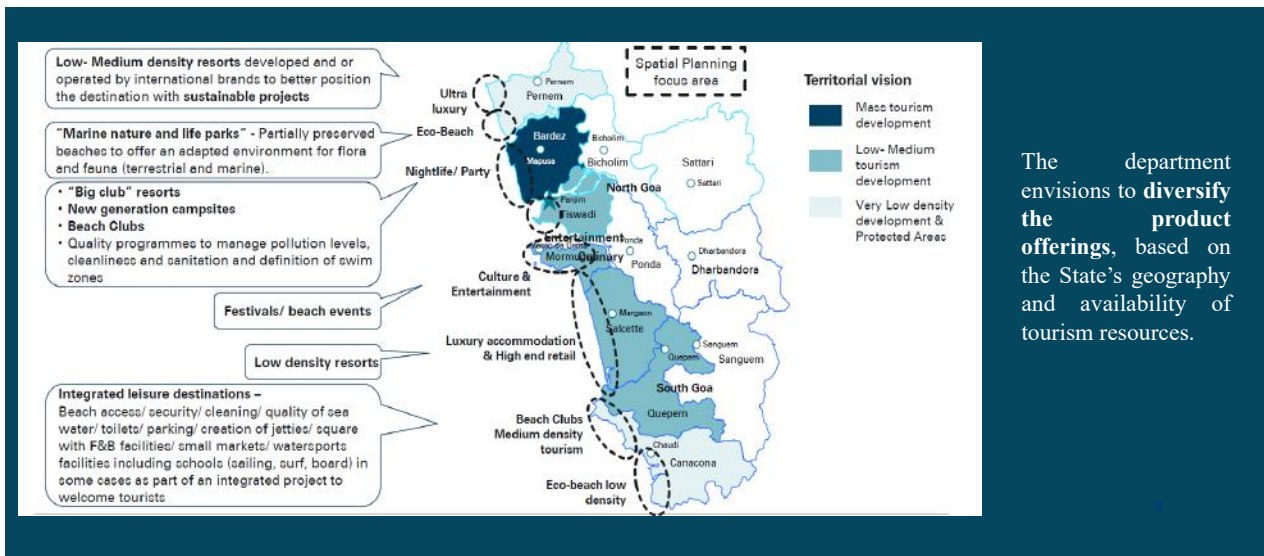 Low- Medium density resorts developed and or
operated by international brands to better position
the destination with sustainable projects
"Marine nature and life parks" - Partially preserved
beaches to offer an adapted environment for flora
and fauna (terrestrial and marine).
• "Big club" resorts
• New generation campsites
• Beach Clubs
• Quality programmes to manage pollution levels,
cleanliness and sanitation and definition of swim
zones
Festivals/ beach events
Low density resorts
Integrated leisure destinations –
Beach access/ security/ cleaning/ quality of sea
water/ toilets/ parking/ creation of jetties/ square
with F&B facilities/ small markets/ watersports
facilities including schools (sailing, surf, board) in
some cases as part of an integrated project to
welcome tourists
Ultra
luxury
Eco-Beach
Nightlife/ Party
Culture &
Entertainment
Luxury accommodation
& High end retail
Beach Clubs
Medium density
tourism
Eco-beach low
density
Spatial Planning
focus area
Pernem
Pernem
Bardez
Mapusa
Bicholim
Bicholim
Sattari
Sattari
North Goa
Panjim
Tiswadi
Entertainment
Ponda
Culinary
Ponda
Dharbandora
Dharbandora
Margaon
Salcette
Sanguem
Quepem
Sanguem
South Goa
Quepem
Chaudi
Canacona
Territorial vision
Mass tourism
development
Low- Medium
tourism
development
Very Low density
development &
Protected Areas
The department
envisions to diversify
the product
offerings, based on
the State's geography
and availability of
tourism resources.
6